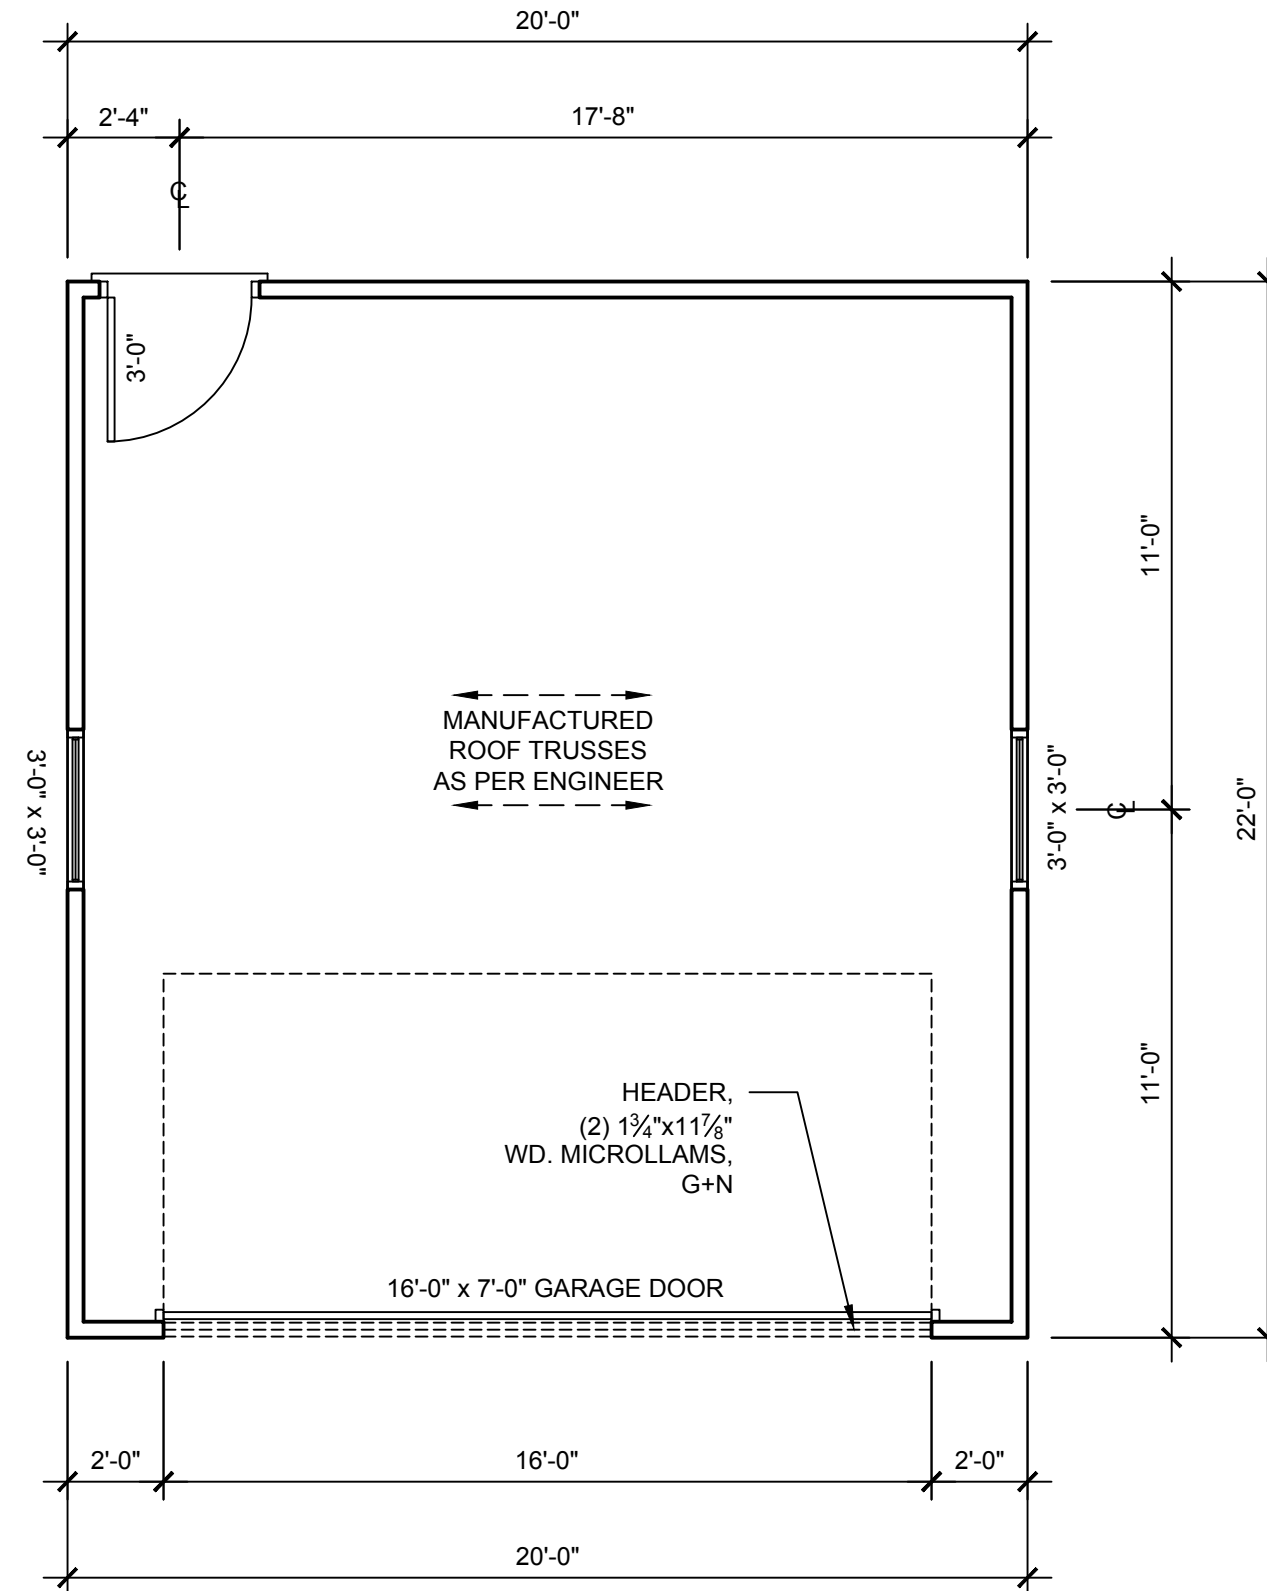 20'-0"
2'-4"
17'-8"
℄
3'-0"
11'-0"
MANUFACTURED
ROOF TRUSSES
AS PER ENGINEER
3'-0" x 3'-0"
3'-0" x 3'-0"
℄
22'-0"
11'-0"
HEADER,
(2) 1¾"x11⅞"
WD. MICROLLAMS,
G+N
16'-0" x 7'-0" GARAGE DOOR
2'-0"
16'-0"
2'-0"
20'-0"